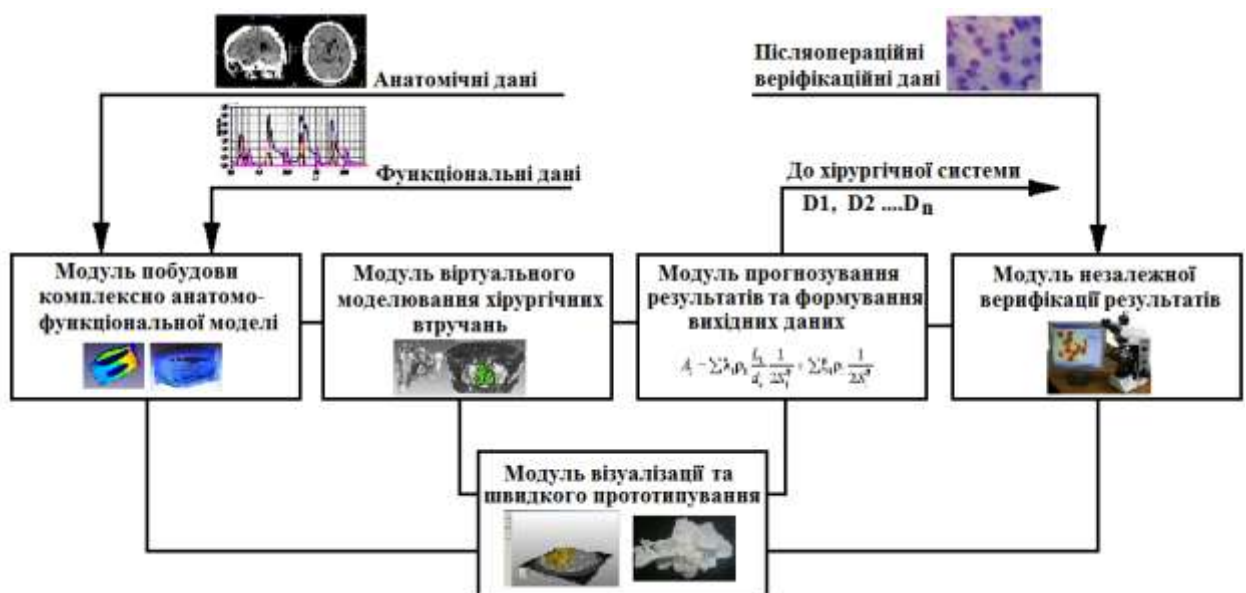 Анатомічні дані
Післяопераційні
веріфікаційні дані
Функціональні дані
До хірургічної системи
D1, D2 ....Dn
Модуль побудови
комплексно анатомо-
функціональної моделі
Модуль віртуального
моделювання хірургічних
втручань
Модуль прогнозування
результатів та формування
вихідних даних
Модуль незалежної
верифікації результатів
Модуль візуалізації та
швидкого прототипування